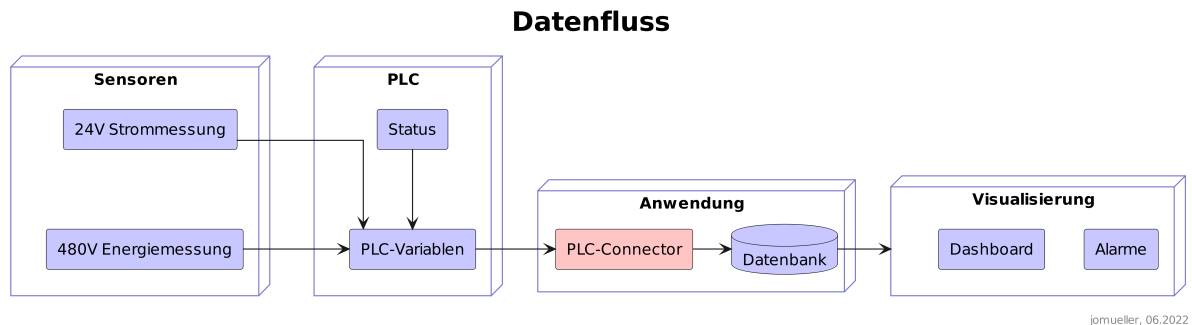 Datenfluss
Sensoren
24V Strommessung
480V Energiemessung
PLC
Status
PLC-Variablen
Anwendung
PLC-Connector
Datenbank
Visualisierung
Dashboard
Alarme
jomueller, 06.2022